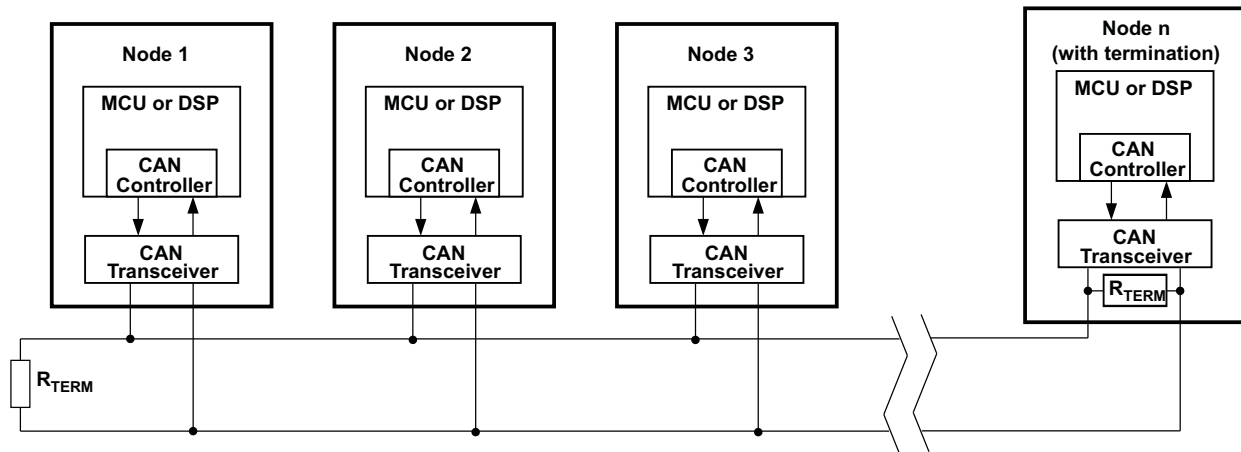 Node 1
MCU or DSP
CAN
Controller
CAN
Transceiver
Node 2
MCU or DSP
CAN
Controller
CAN
Transceiver
Node 3
MCU or DSP
CAN
Controller
CAN
Transceiver
Node n
(with termination)
MCU or DSP
CAN
Controller
CAN
Transceiver
RTERM
RTERM